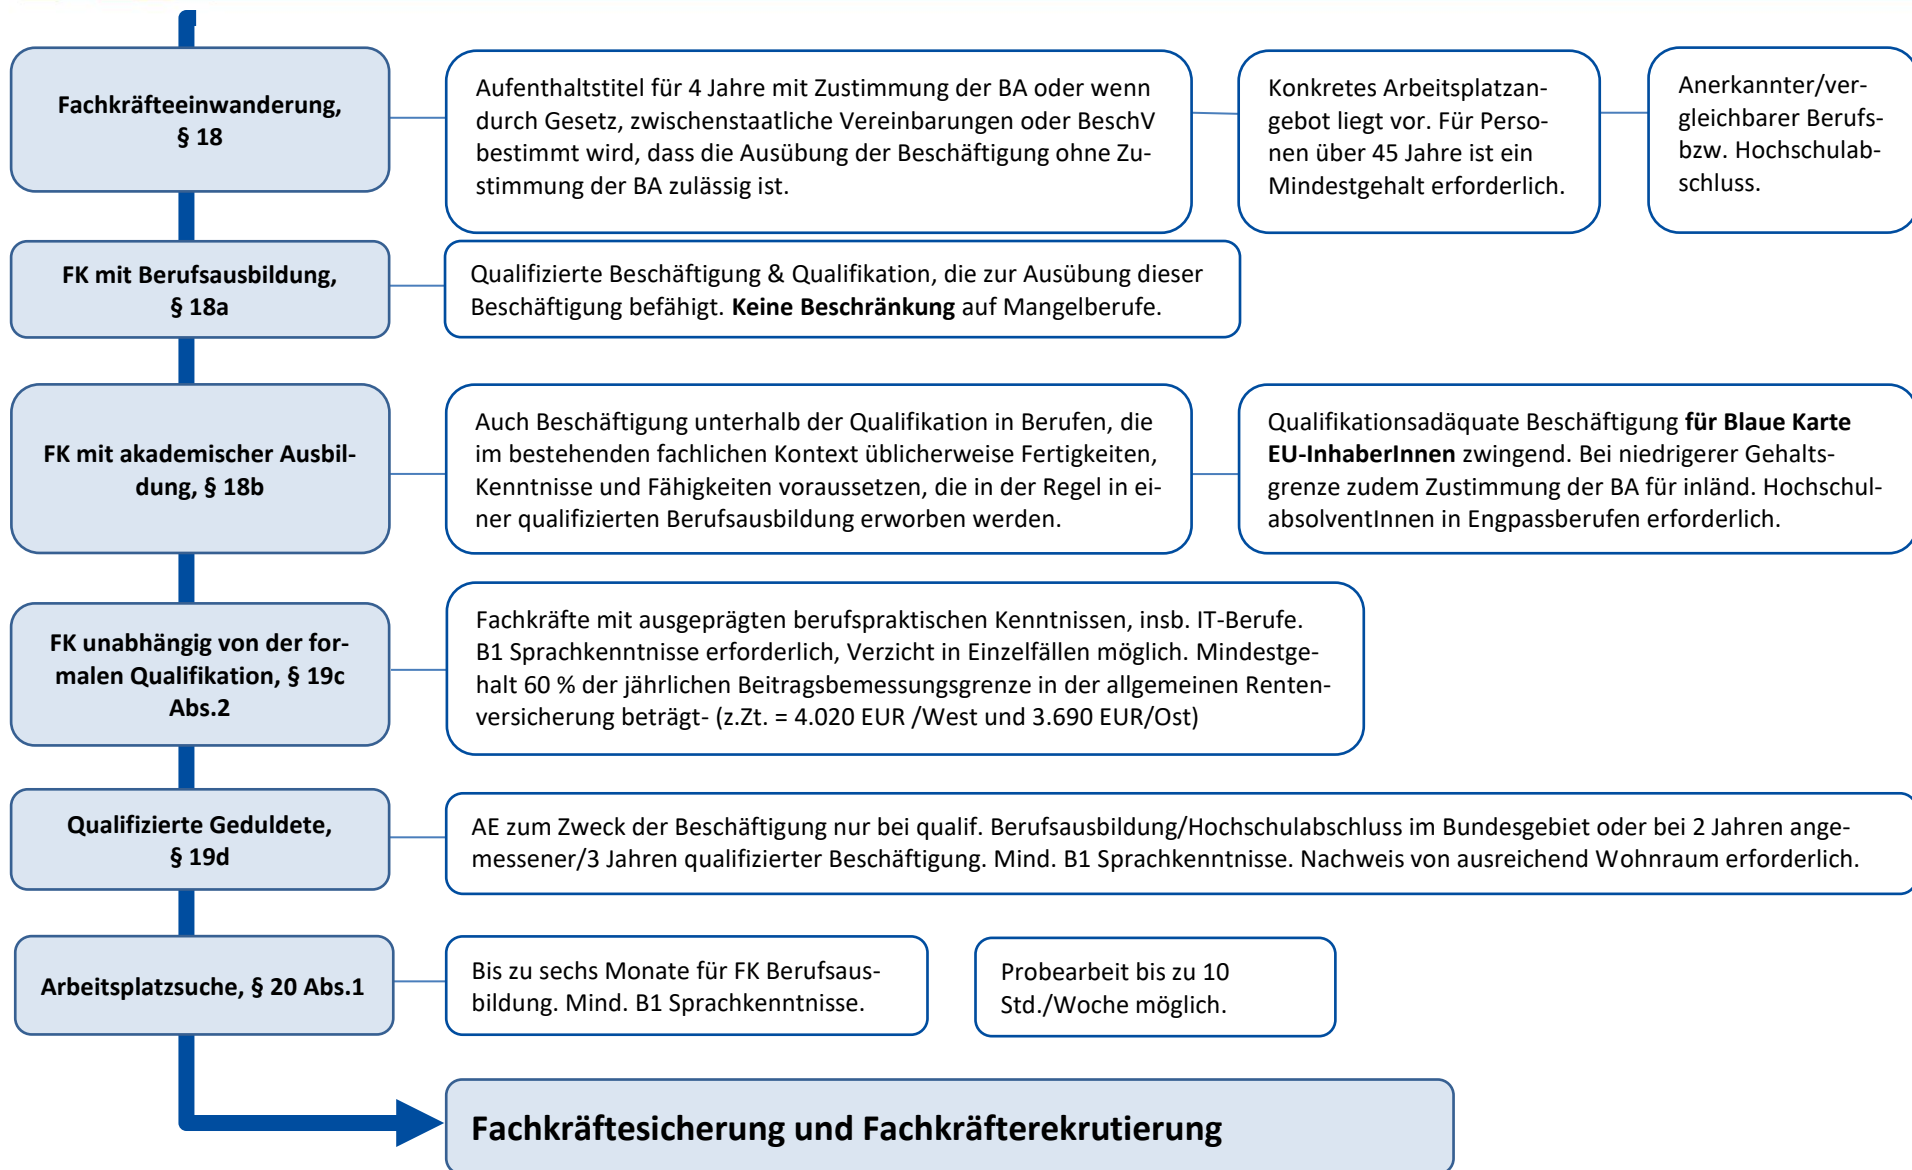 Fachkräfteeinwanderung,
§ 18
Aufenthaltstitel für 4 Jahre mit Zustimmung der BA oder wenn
durch Gesetz, zwischenstaatliche Vereinbarungen oder BeschV
bestimmt wird, dass die Ausübung der Beschäftigung ohne Zu-
stimmung der BA zulässig ist.
Konkretes Arbeitsplatzan-
gebot liegt vor. Für Perso-
nen über 45 Jahre ist ein
Mindestgehalt erforderlich.
Anerkannter/ver-
gleichbarer Berufs-
bzw. Hochschulab-
schluss.
FK mit Berufsausbildung,
§ 18a
Qualifizierte Beschäftigung & Qualifikation, die zur Ausübung dieser
Beschäftigung befähigt. Keine Beschränkung auf Mangelberufe.
FK mit akademischer Ausbil-
dung, § 18b
Auch Beschäftigung unterhalb der Qualifikation in Berufen, die
im bestehenden fachlichen Kontext üblicherweise Fertigkeiten,
Kenntnisse und Fähigkeiten voraussetzen, die in der Regel in ei-
ner qualifizierten Berufsausbildung erworben werden.
Qualifikationsadäquate Beschäftigung für Blaue Karte
EU-InhaberInnen zwingend. Bei niedrigerer Gehalts-
grenze zudem Zustimmung der BA für inländ. Hochschul-
absolventInnen in Engpassberufen erforderlich.
FK unabhängig von der for-
malen Qualifikation, § 19c
Abs.2
Fachkräfte mit ausgeprägten berufspraktischen Kenntnissen, insb. IT-Berufe.
B1 Sprachkenntnisse erforderlich, Verzicht in Einzelfällen möglich. Mindestge-
halt 60 % der jährlichen Beitragsbemessungsgrenze in der allgemeinen Renten-
versicherung beträgt- (z.Zt. = 4.020 EUR /West und 3.690 EUR/Ost)
Qualifizierte Geduldete,
§ 19d
AE zum Zweck der Beschäftigung nur bei qualif. Berufsausbildung/Hochschulabschluss im Bundesgebiet oder bei 2 Jahren ange-
messener/3 Jahren qualifizierter Beschäftigung. Mind. B1 Sprachkenntnisse. Nachweis von ausreichend Wohnraum erforderlich.
Arbeitsplatzsuche, § 20 Abs.1
Bis zu sechs Monate für FK Berufsaus-
bildung. Mind. B1 Sprachkenntnisse.
Probearbeit bis zu 10
Std./Woche möglich.
Fachkräftesicherung und Fachkräfterekrutierung